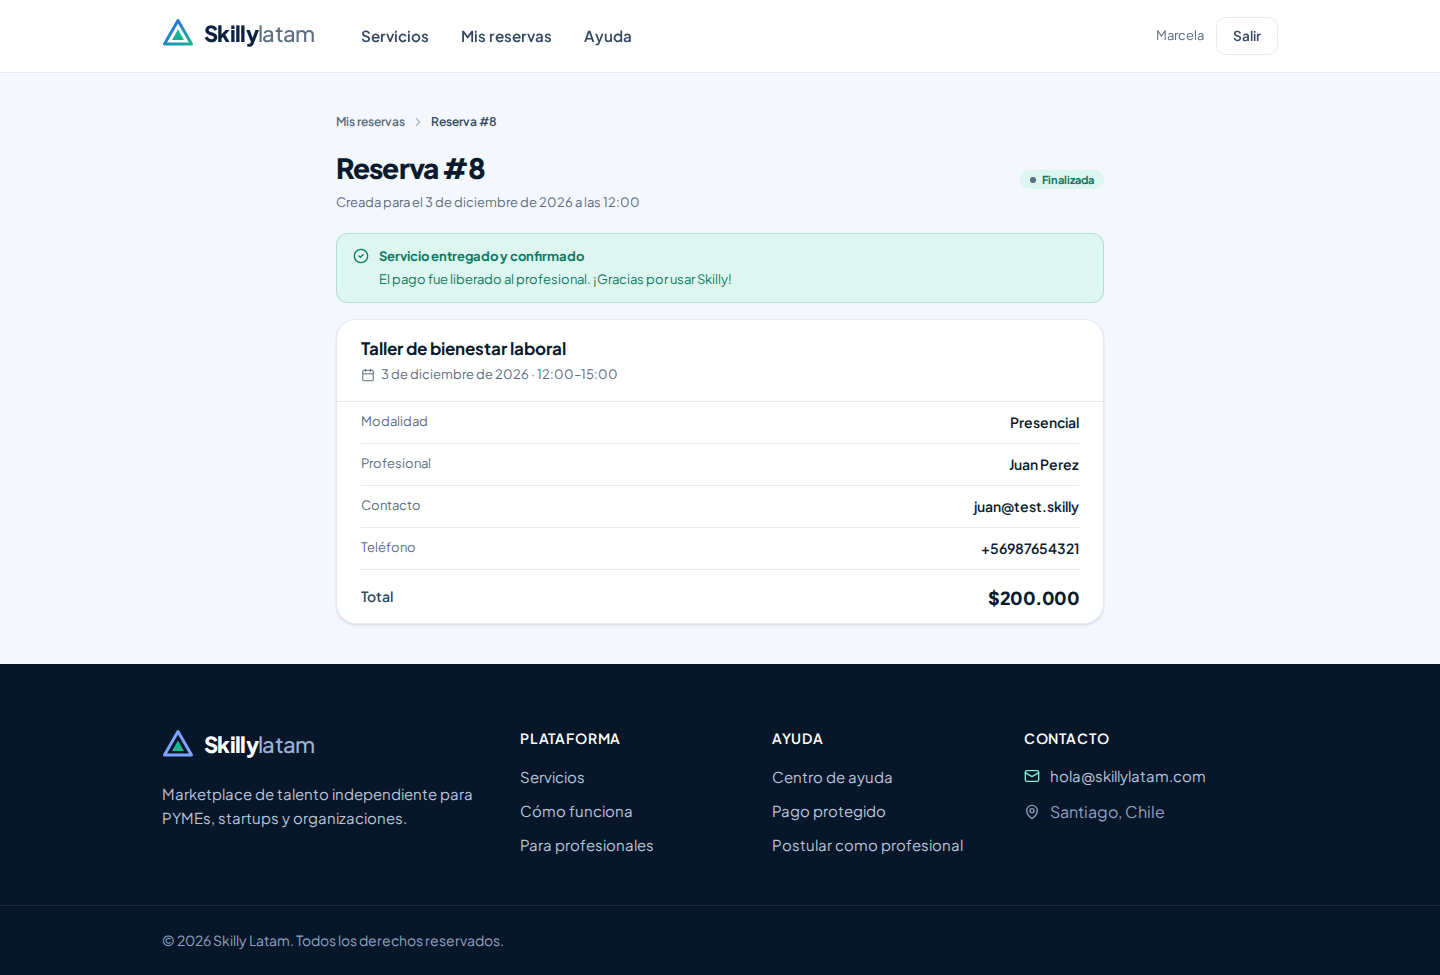 Skillylatam
Servicios
Mis reservas
Ayuda
Marcela
Salir
Mis reservas
Reserva #8
Reserva #8
Finalizada
Creada para el 3 de diciembre de 2026 a las 12:00
Servicio entregado y confirmado
El pago fue liberado al profesional. ¡Gracias por usar Skilly!
Taller de bienestar laboral
3 de diciembre de 2026 · 12:00–15:00
Modalidad
Presencial
Profesional
Juan Perez
Contacto
juan@test.skilly
Teléfono
+56987654321
Total
$200.000
Skillylatam
Marketplace de talento independiente para
PYMEs, startups y organizaciones.
PLATAFORMA
Servicios
Cómo funciona
Para profesionales
AYUDA
Centro de ayuda
Pago protegido
Postular como profesional
CONTACTO
hola@skillylatam.com
Santiago, Chile
© 2026 Skilly Latam. Todos los derechos reservados.